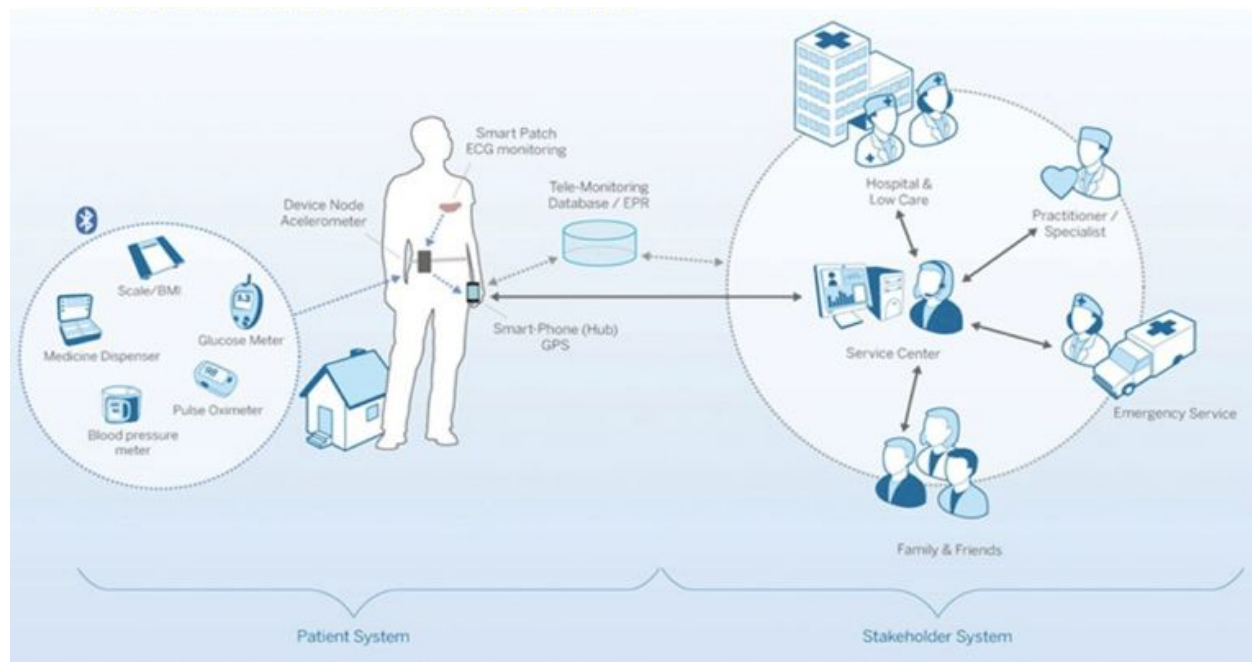 Smart Patch
ECG monitoring
Device Node
Acelerometer
Tele-Monitoring
Database / EPR
Hospital &
Low Care
Practitioner /
Specialist
Scale/BMI
Glucose Meter
Medicine Dispenser
Pulse Oximeter
Blood pressure
meter
Smart-Phone (Hub)
GPS
Service Center
Emergency Service
Family & Friends
Patient System
Stakeholder System